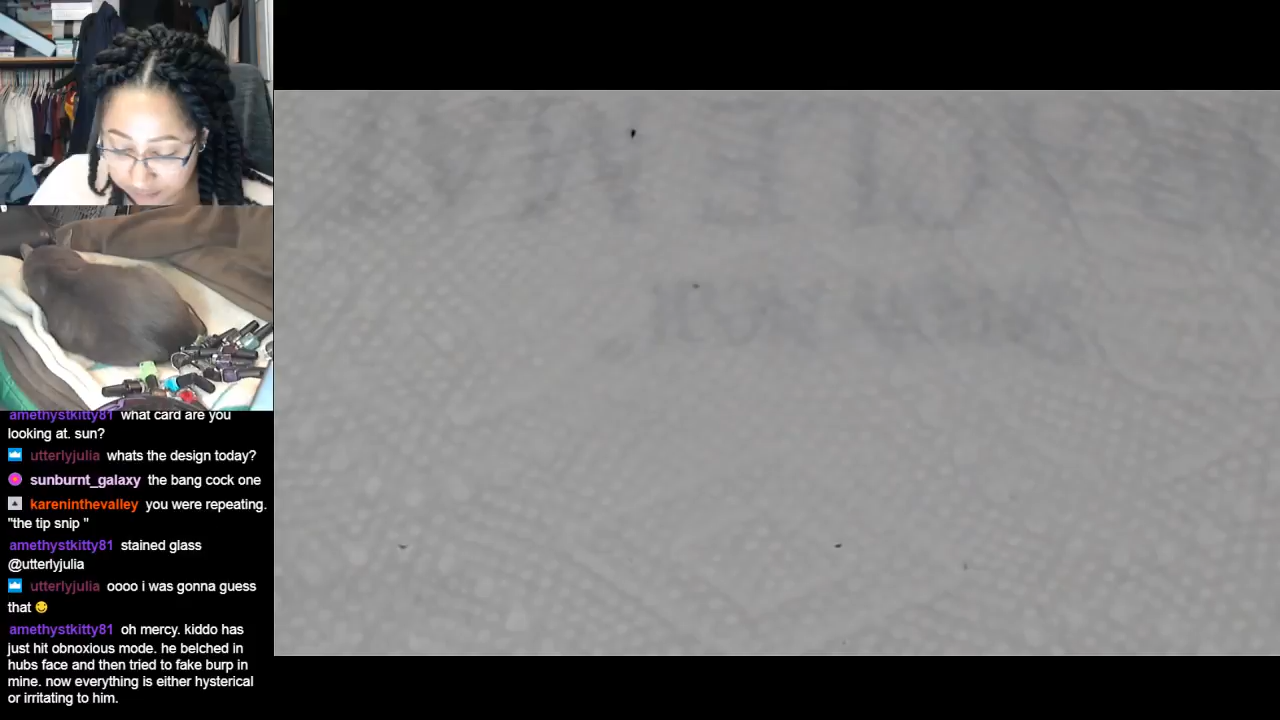 amethystkitty81 what card are you
looking at. sun?
utterlyjulia whats the design today?
sunburnt_galaxy the bang cock one
kareninthevalley you were repeating.
"the tip snip "
amethystkitty81 stained glass
@utterlyjulia
utterlyjulia oooo i was gonna guess
that
amethystkitty81 oh mercy. kiddo has
just hit obnoxious mode. he belched in
hubs face and then tried to fake burp in
mine. now everything is either hysterical
or irritating to him.